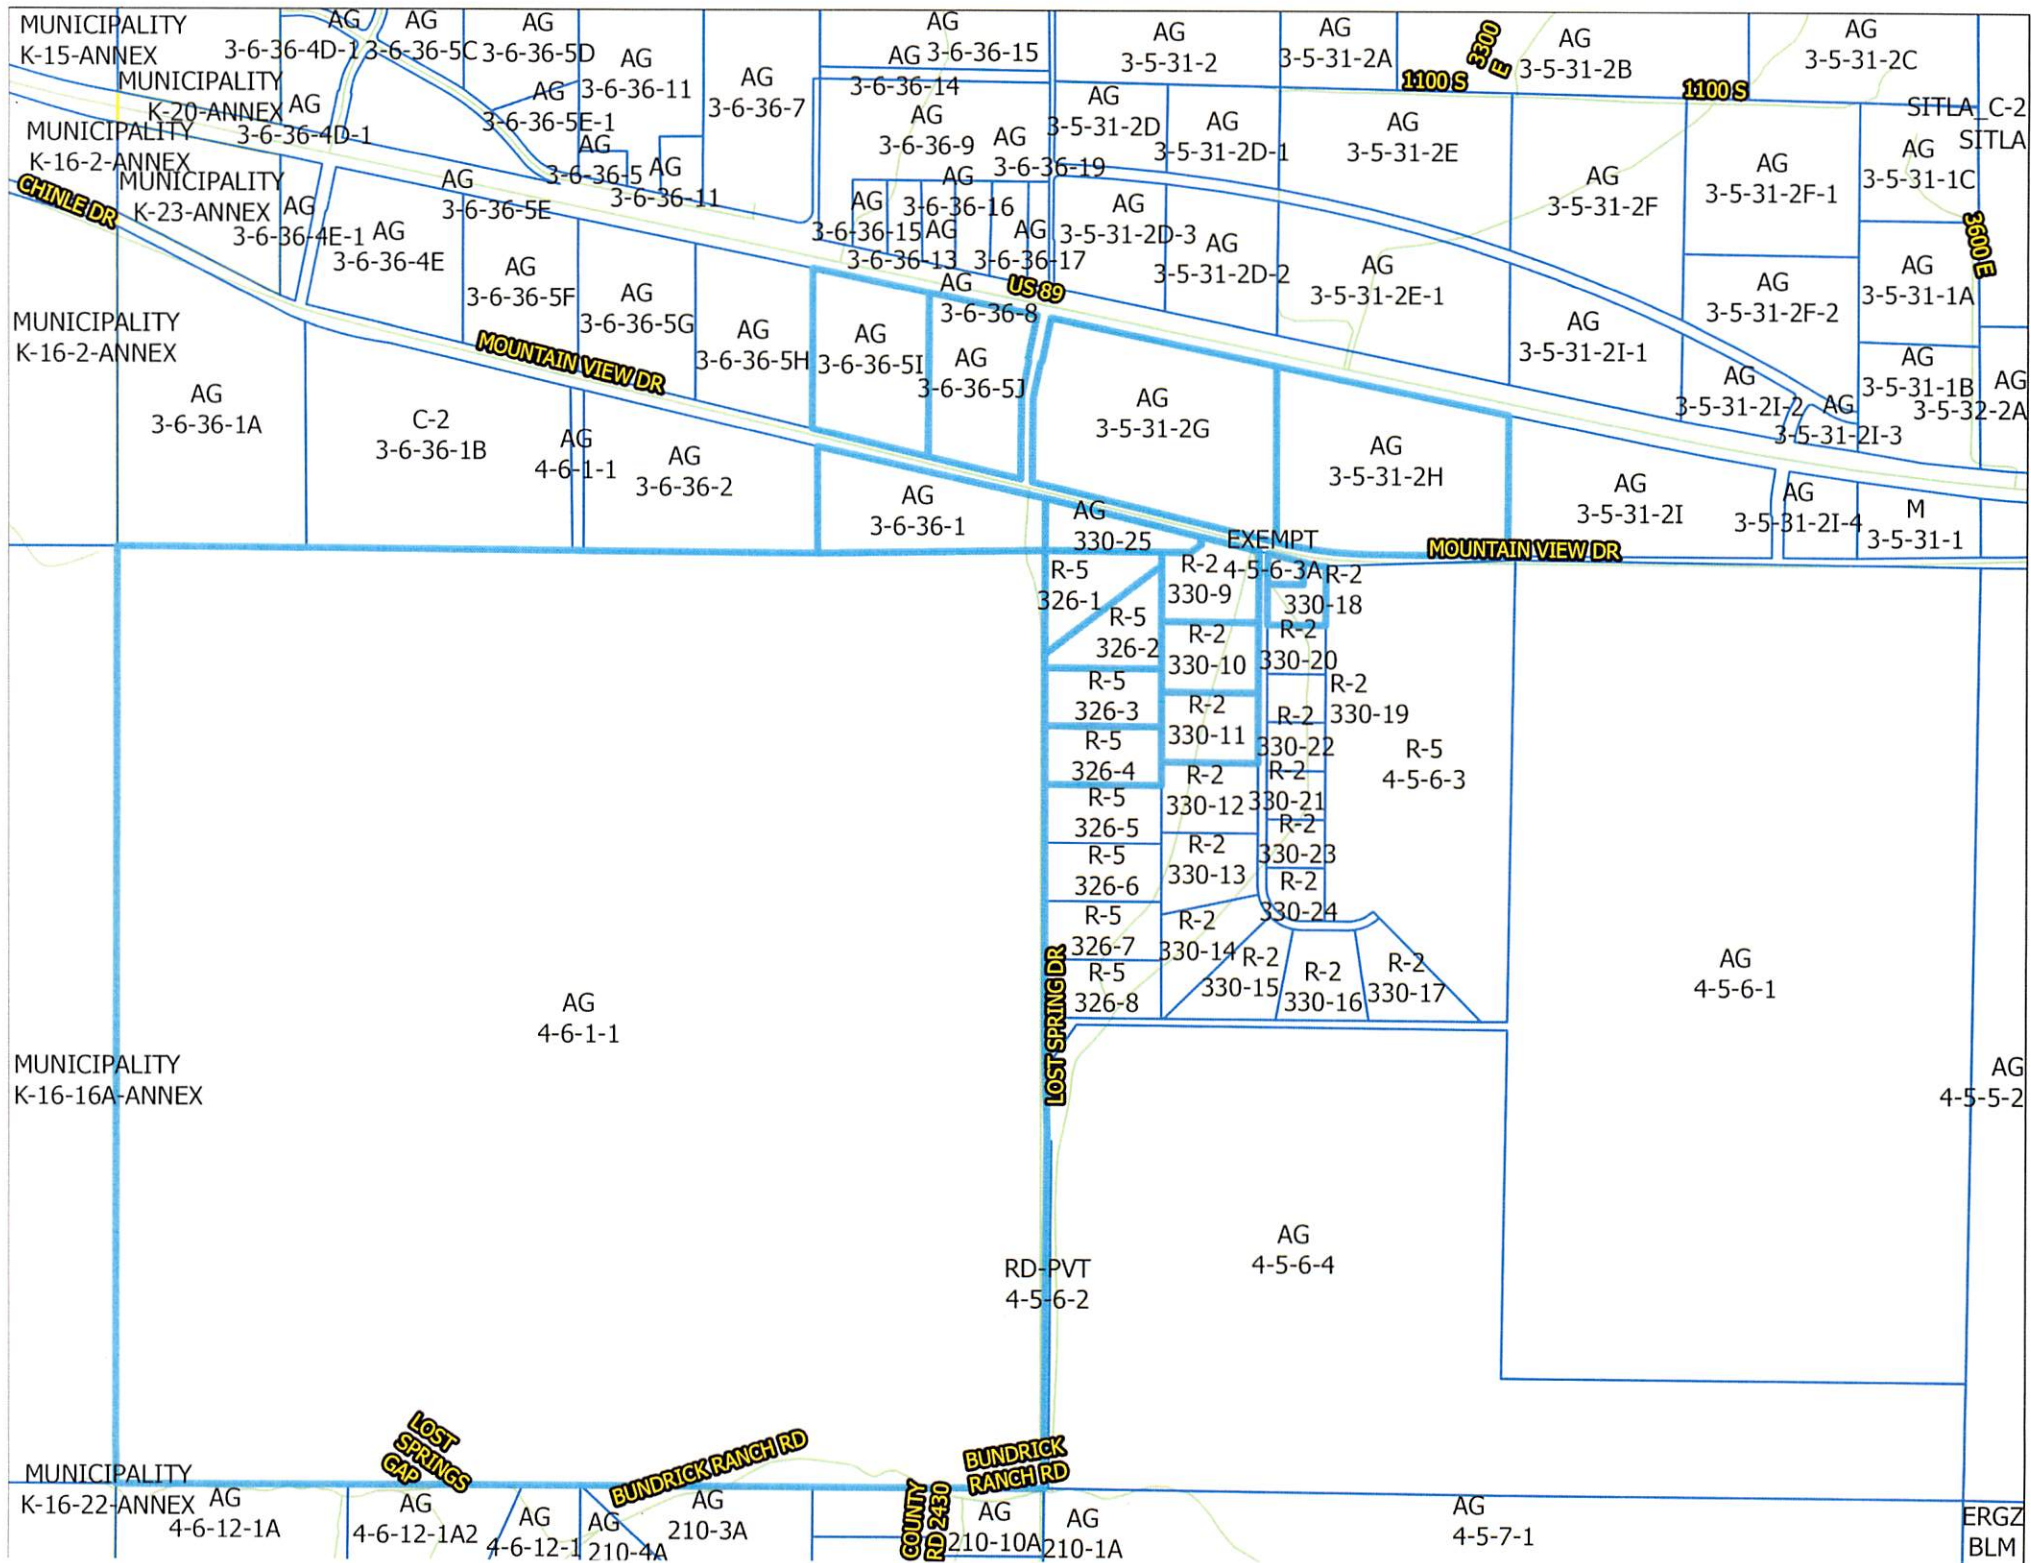 MUNICIPALITY
K-15-ANNEX
AG
3-6-36-4D-1
AG
3-6-36-5C
AG
3-6-36-5D
AG
3-6-36-11
AG
3-6-36-7
AG
3-6-36-15
AG
3-6-36-14
AG
3-5-31-2
AG
3-5-31-2A
3300
E
AG
3-5-31-2B
AG
3-5-31-2C
1100 S
1100 S
MUNICIPALITY
K-20-ANNEX
AG
3-6-36-4D-1
AG
3-6-36-5E-1
AG
3-6-36-9
AG
3-6-36-19
AG
3-5-31-2D
AG
3-5-31-2D-1
AG
3-5-31-2E
SITLA_C-2
SITLA
MUNICIPALITY
K-16-2-ANNEX
AG
3-6-36-5
AG
3-6-36-11
AG
3-5-31-2F
AG
3-5-31-2F-1
AG
3-5-31-1C
CHINLE DR
MUNICIPALITY
K-23-ANNEX
AG
3-6-36-4E-1
AG
3-6-36-4E
AG
3-6-36-5E
AG
3-6-36-15
AG
3-6-36-16
AG
3-6-36-13
AG
3-6-36-17
AG
3-5-31-2D-3
AG
3-5-31-2D-2
3600 E
AG
3-6-36-5F
AG
3-6-36-5G
AG
3-6-36-8
US 89
AG
3-5-31-2E-1
AG
3-5-31-2F-2
AG
3-5-31-1A
MUNICIPALITY
K-16-2-ANNEX
MOUNTAIN VIEW DR
AG
3-6-36-5H
AG
3-6-36-5I
AG
3-6-36-5J
AG
3-5-31-2I-1
AG
3-5-31-1B
AG
3-5-32-2A
AG
3-6-36-1A
C-2
3-6-36-1B
AG
4-6-1-1
AG
3-6-36-2
AG
3-5-31-2G
AG
3-5-31-2I-2
AG
3-5-31-2I-3
AG
3-5-31-2H
AG
3-6-36-1
AG
330-25
AG
3-5-31-2I
AG
3-5-31-2I-4
M
3-5-31-1
EXEMPT
4-5-6-3A
MOUNTAIN VIEW DR
R-5
326-1
R-2
330-9
R-2
330-18
R-5
326-2
R-2
330-10
R-2
330-20
R-5
326-3
R-2
330-11
R-2
330-19
R-2
330-22
R-5
326-4
R-2
330-12
R-2
330-21
R-5
4-5-6-3
R-5
326-5
R-2
330-13
R-2
330-23
R-5
326-6
R-2
330-24
R-5
326-7
R-2
330-14
R-2
330-15
R-2
330-16
R-2
330-17
R-5
326-8
LOST SPRING DR
AG
4-6-1-1
AG
4-5-6-1
MUNICIPALITY
K-16-16A-ANNEX
AG
4-5-5-2
RD-PVT
4-5-6-2
AG
4-5-6-4
LOST
SPRINGS
GAP
BUNDRICK RANCH RD
BUNDRICK
RANCH RD
COUNTY
RD 2430
MUNICIPALITY
K-16-22-ANNEX
AG
4-6-12-1A
AG
4-6-12-1A2
AG
4-6-12-1
AG
210-4A
AG
210-3A
AG
210-10A
AG
210-1A
AG
4-5-7-1
ERGZ
BLM